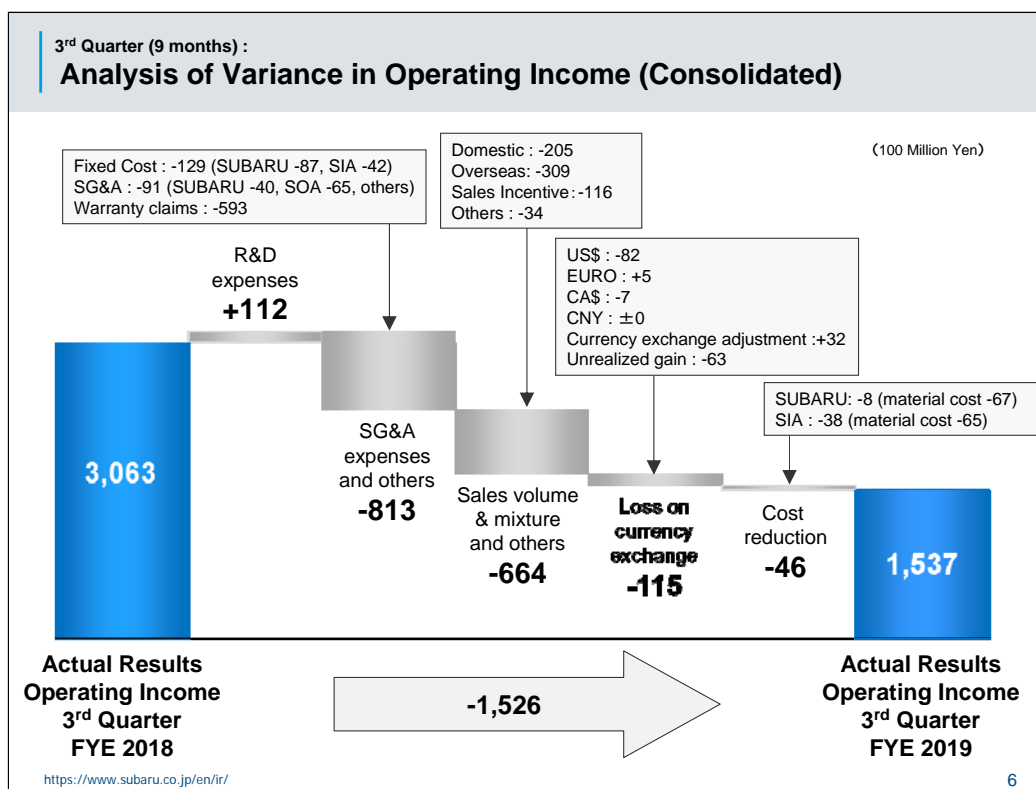 3rd Quarter (9 months) :
Analysis of Variance in Operating Income (Consolidated)
（100 Million Yen）
Fixed Cost : -129 (SUBARU -87, SIA -42)
SG&A : -91 (SUBARU -40, SOA -65, others)
Warranty claims : -593
Domestic : -205
Overseas: -309
Sales Incentive：-116
Others : -34
US$ : -82
EURO : +5
CA$ : -7
CNY : ±0
Currency exchange adjustment :+32
Unrealized gain : -63
SUBARU: -8 (material cost -67)
SIA : -38 (material cost -65)
R&D
expenses
+112
SG&A
expenses
and others
-813
Sales volume
& mixture
and others
-664
Loss on
currency
exchange
-115
Cost
reduction
-46
3,063
1,537
Actual Results
Operating Income
3rd Quarter
FYE 2018
-1,526
Actual Results
Operating Income
3rd Quarter
FYE 2019
https://www.subaru.co.jp/en/ir/
6